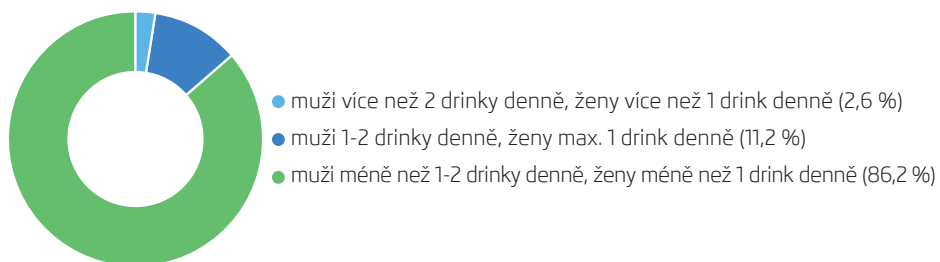 muži více než 2 drinky denně, ženy více než 1 drink denně (2,6 %)
muži 1-2 drinky denně, ženy max. 1 drink denně (11,2 %)
muži méně než 1-2 drinky denně, ženy méně než 1 drink denně (86,2 %)